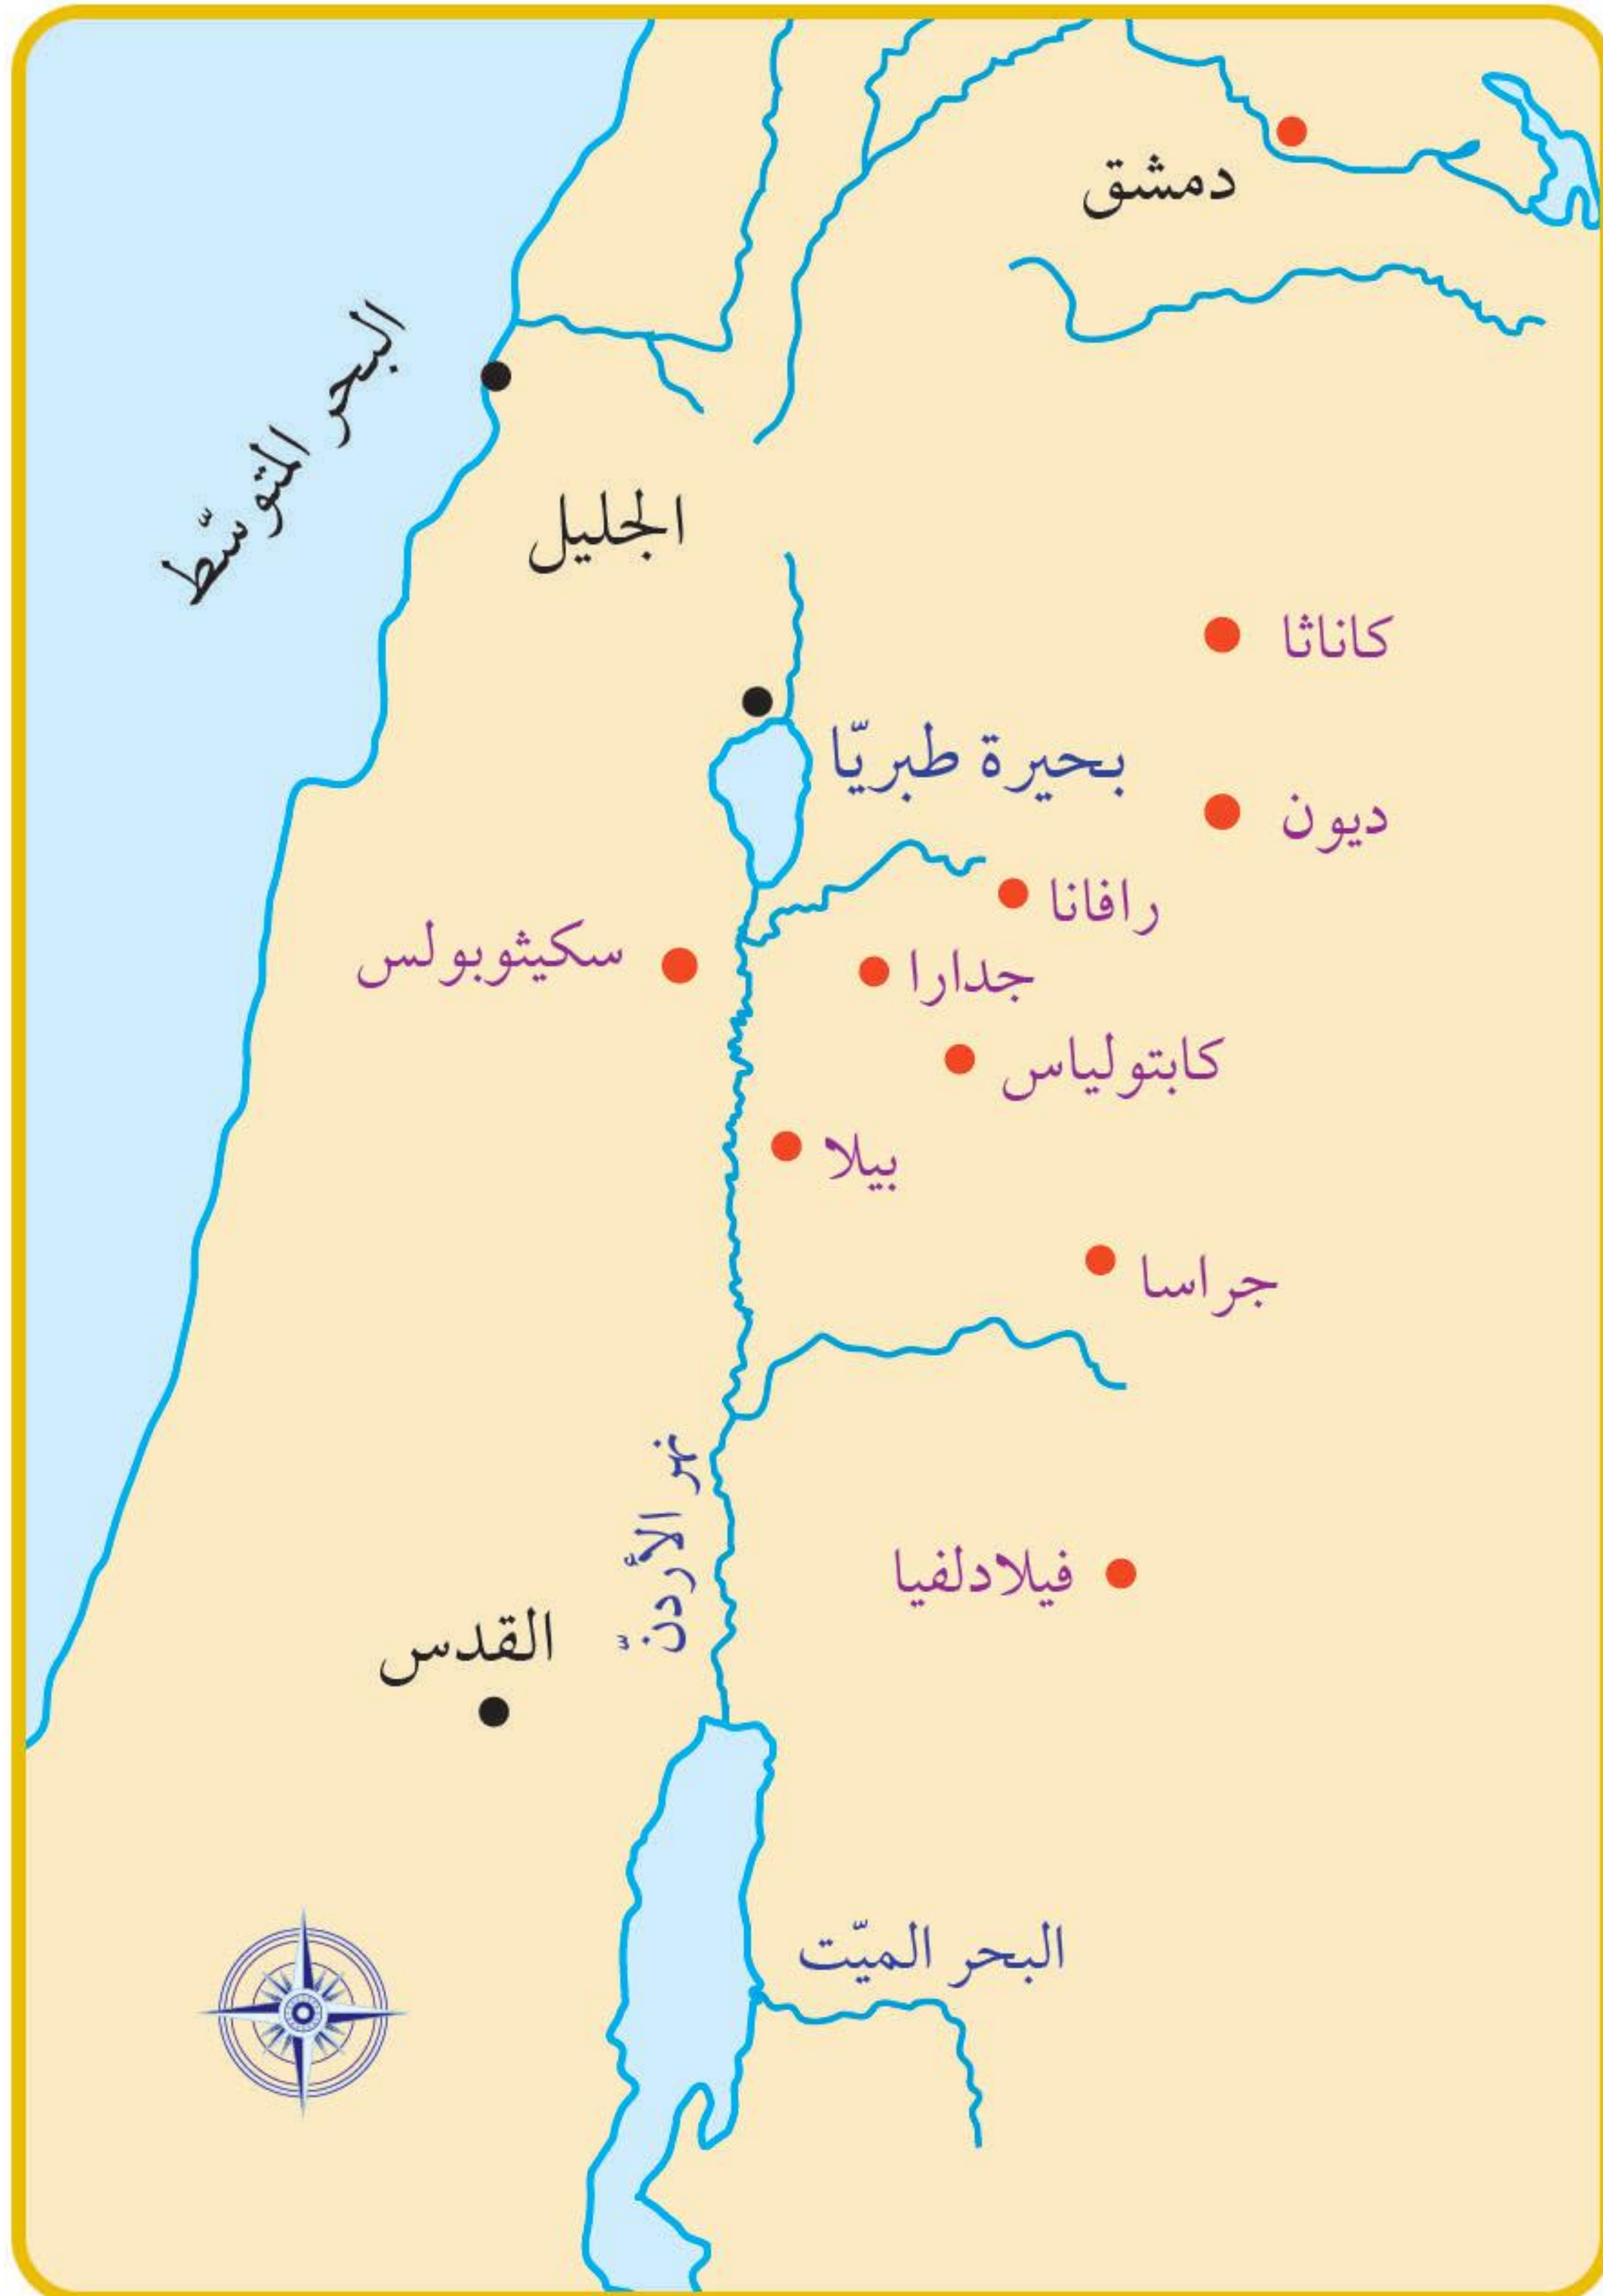 دمشق
البحر المتوسّط
الجليل
كاناثا
بحيرة طبريّا
ديون
رافانا
سكيثوبولس
جدارا
كابتولياس
بيلا
جراسا
نهر الأردنّ
فيلادلفيا
القدس
البحر الميّت